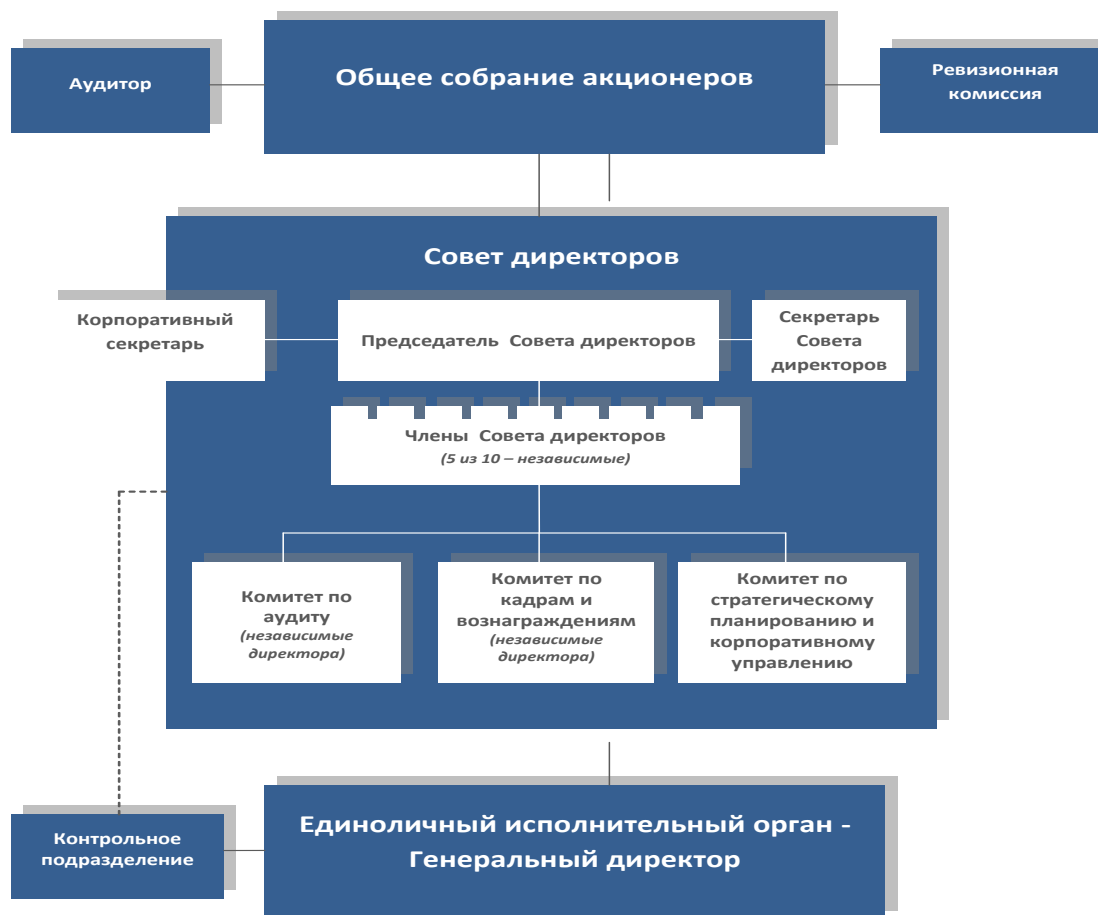 Аудитор
Общее собрание акционеров
Ревизионная
комиссия
Совет директоров
Корпоративный
секретарь
Председатель Совета директоров
Секретарь
Совета
директоров
Члены Совета директоров
(5 из 10 – независимые)
Комитет по
аудиту
(независимые
директора)
Комитет по
кадрам и
вознаграждениям
(независимые
директора)
Комитет по
стратегическому
планированию и
корпоративному
управлению
Контрольное
подразделение
Единоличный исполнительный орган -
Генеральный директор